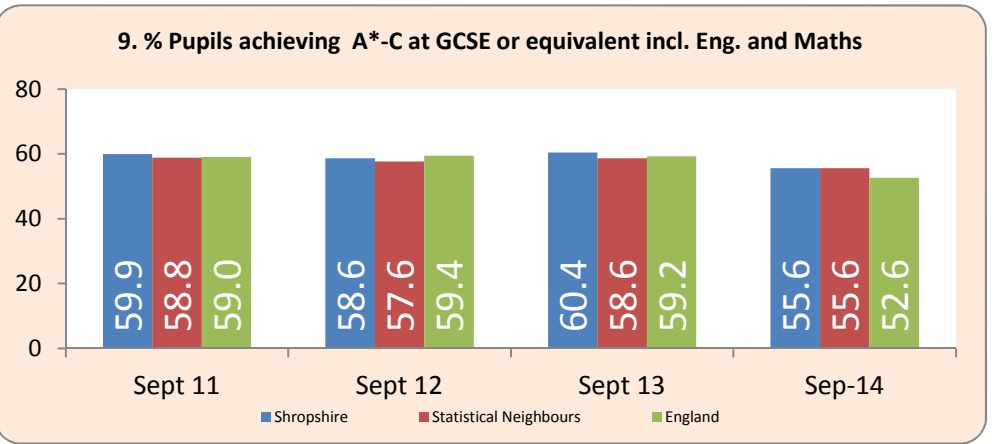 9. % Pupils achieving A*-C at GCSE or equivalent incl. Eng. and Maths
80
60
40
20
0
59.9 58.8 59.0 58.6 57.6 59.4 60.4 58.6 59.2 55.6 55.6 52.6
Sept 11 Sept 12 Sept 13 Sep-14
Shropshire Statistical Neighbours England